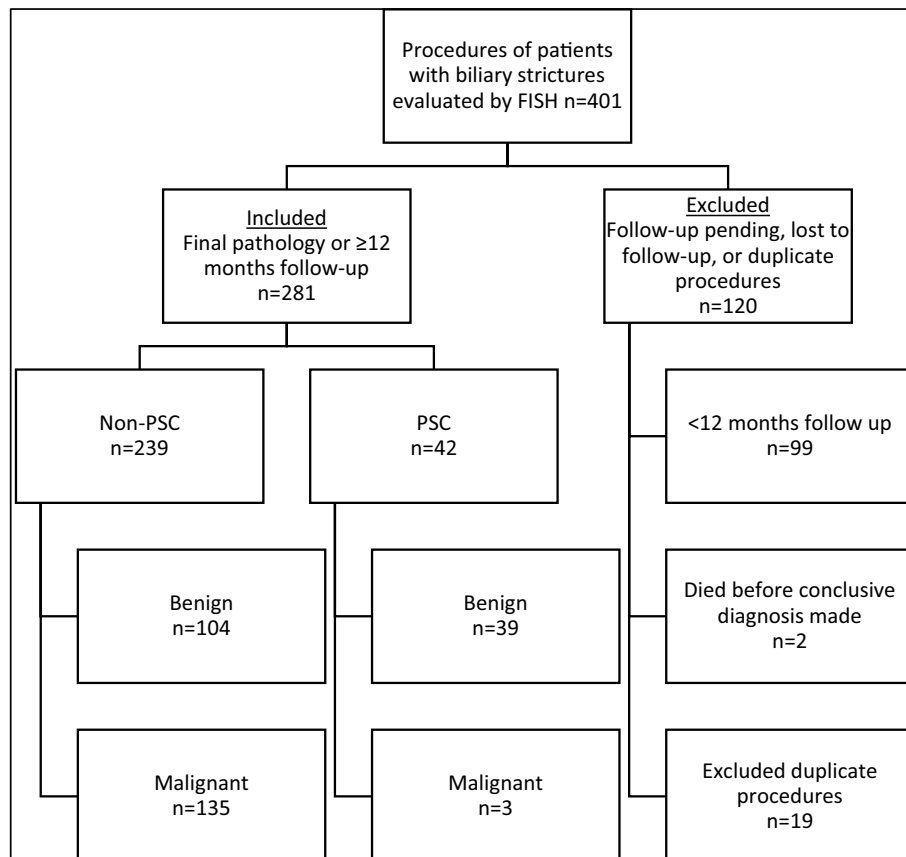 Procedures of patients
with biliary strictures
evaluated by FISH n=401
Included
Final pathology or ≥12
months follow-up
n=281
Excluded
Follow-up pending, lost to
follow-up, or duplicate
procedures
n=120
Non-PSC
n=239
PSC
n=42
<12 months follow up
n=99
Benign
n=104
Benign
n=39
Died before conclusive
diagnosis made
n=2
Malignant
n=135
Malignant
n=3
Excluded duplicate
procedures
n=19